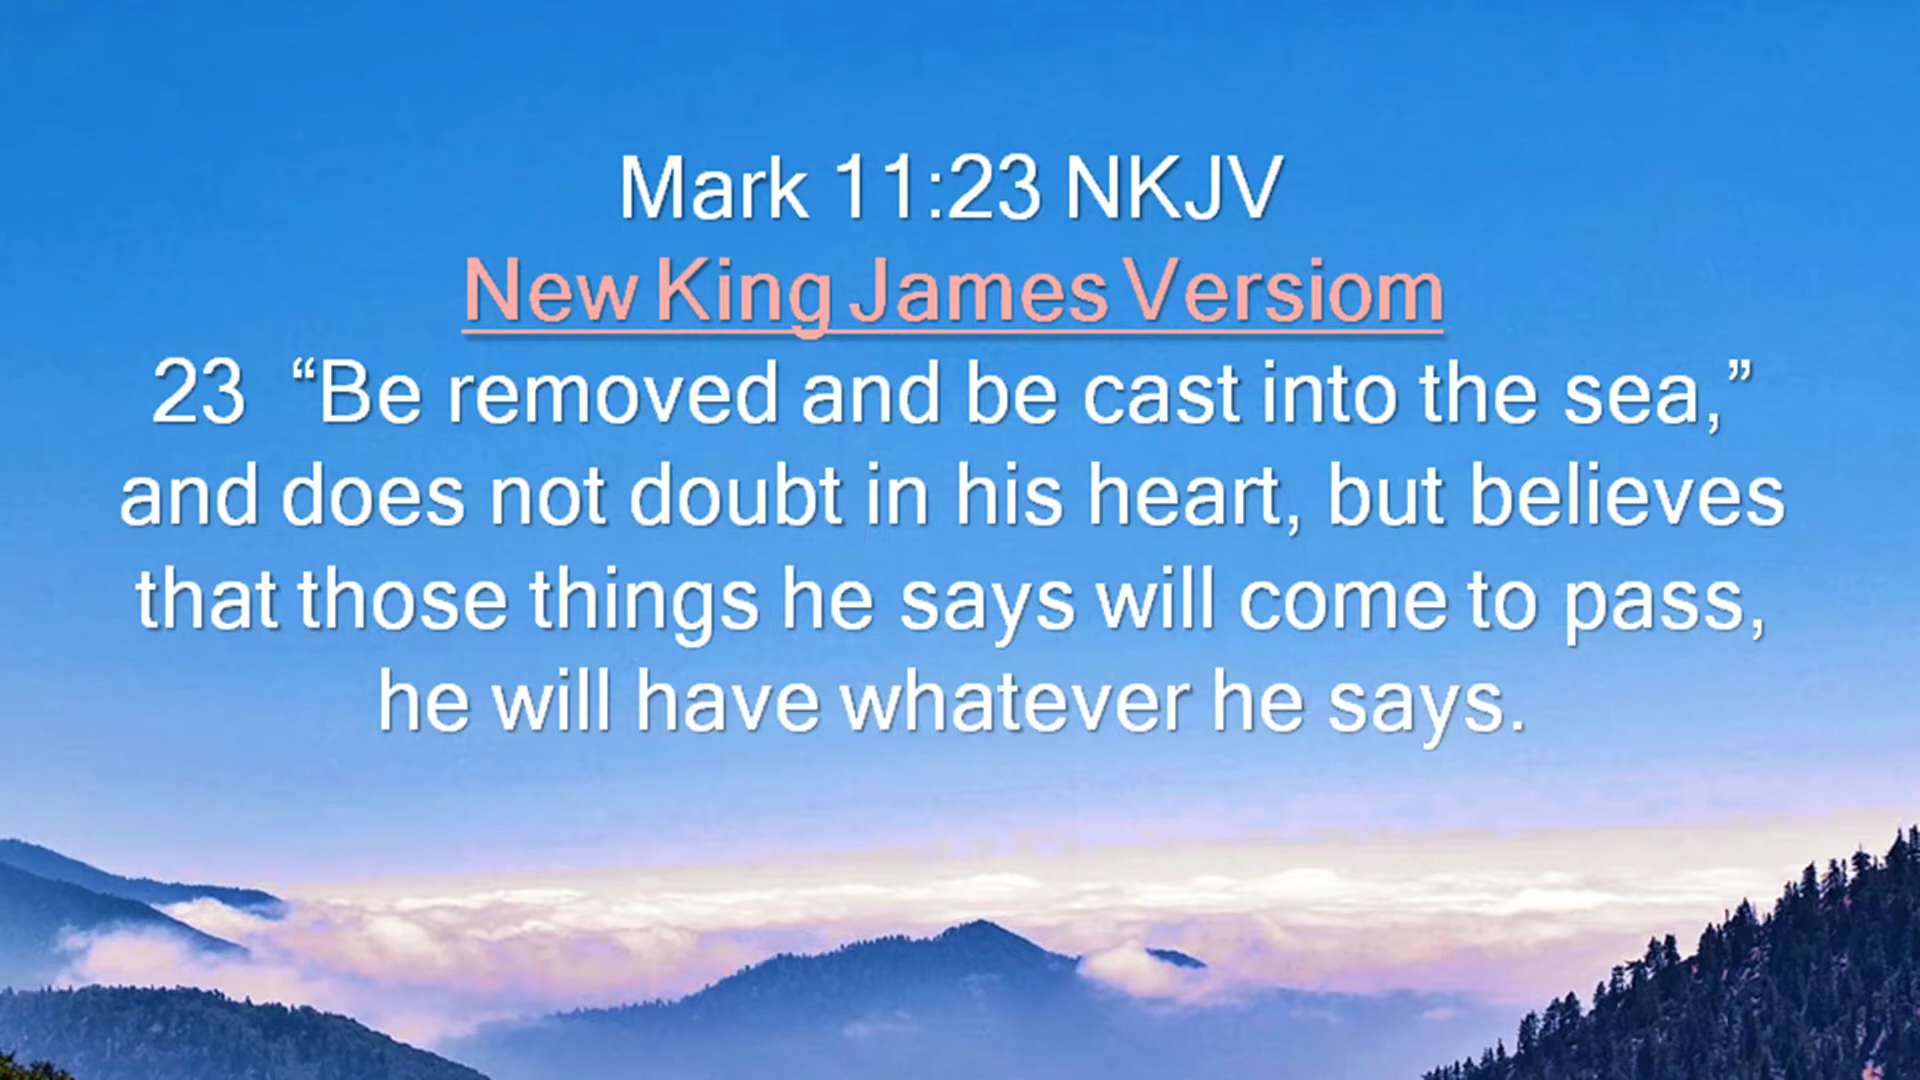 Mark 11:23 NKJV
New King James Versiom
23 “Be removed and be cast into the sea,”
and does not doubt in his heart, but believes
that those things he says will come to pass,
he will have whatever he says.